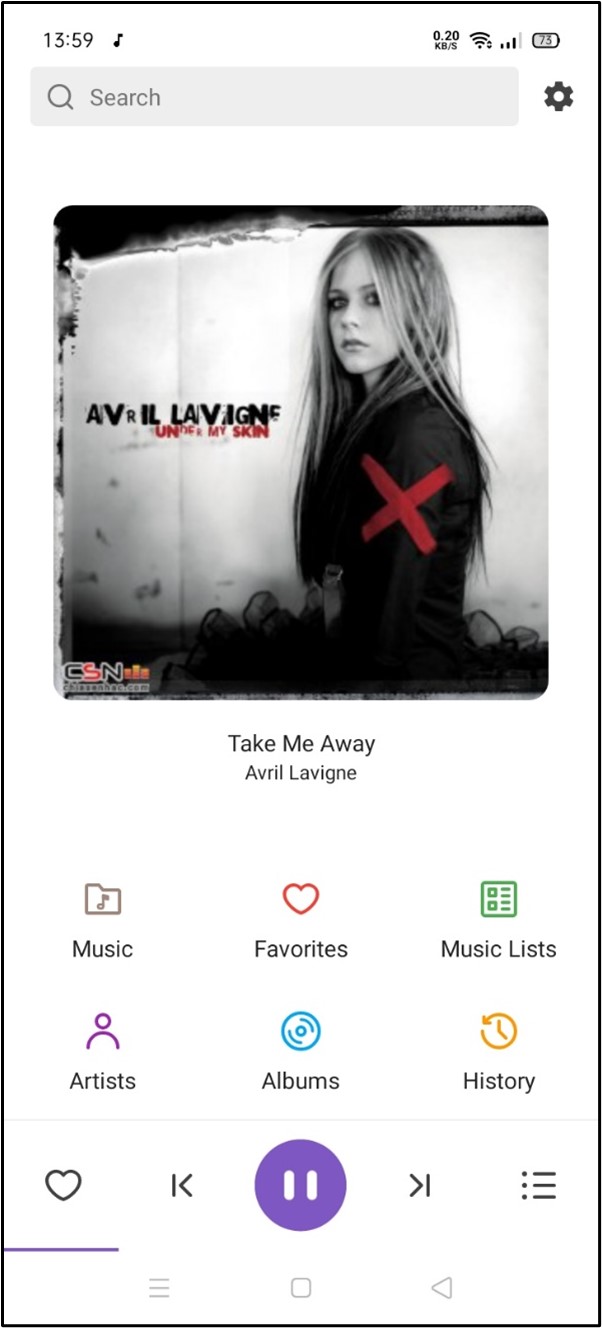 13:59
0.20
KB/S
73
Search
AVRIL LAVIGNE
UNDER MY SKIN
CSN
chiasenhac.com
Take Me Away
Avril Lavigne
Music
Favorites
Music Lists
Artists
Albums
History